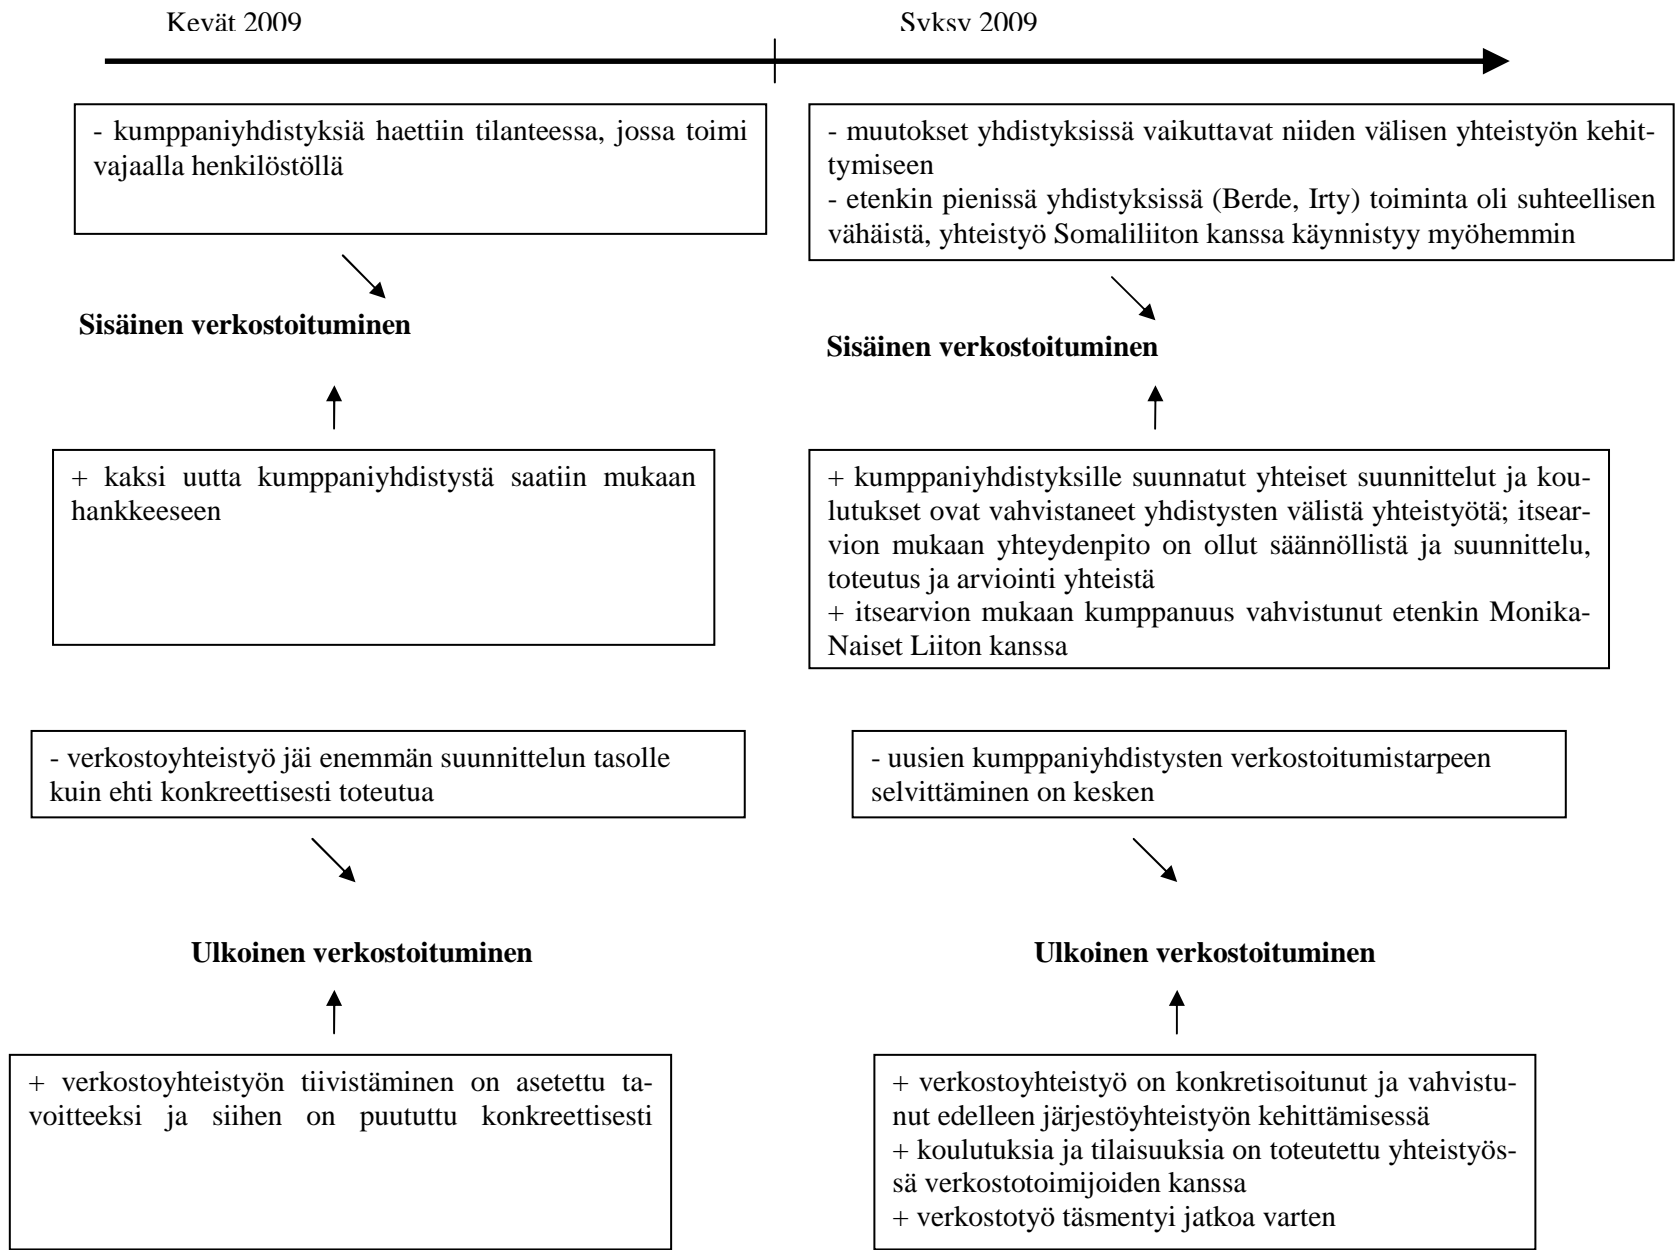 Kevät 2009
Syksy 2009
- kumppaniyhdistyksiä haettiin tilanteessa, jossa toimi
vajaalla henkilöstöllä
- muutokset yhdistyksissä vaikuttavat niiden välisen yhteistyön kehit-
tymiseen
- etenkin pienissä yhdistyksissä (Berde, Irty) toiminta oli suhteellisen
vähäistä, yhteistyö Somaliliiton kanssa käynnistyy myöhemmin
Sisäinen verkostoituminen
Sisäinen verkostoituminen
+ kaksi uutta kumppaniyhdistystä saatiin mukaan
hankkeeseen
+ kumppaniyhdistyksille suunnatut yhteiset suunnittelut ja kou-
lutukset ovat vahvistaneet yhdistysten välistä yhteistyötä; itsear-
vion mukaan yhteydenpito on ollut säännöllistä ja suunnittelu,
toteutus ja arviointi yhteistä
+ itsearvion mukaan kumppanuus vahvistunut etenkin Monika-
Naiset Liiton kanssa
- verkostoyhteistyö jäi enemmän suunnittelun tasolle
kuin ehti konkreettisesti toteutua
- uusien kumppaniyhdistysten verkostoitumistarpeen
selvittäminen on kesken
Ulkoinen verkostoituminen
Ulkoinen verkostoituminen
+ verkostoyhteistyön tiivistäminen on asetettu ta-
voitteeksi ja siihen on puututtu konkreettisesti
+ verkostoyhteistyö on konkretisoitunut ja vahvistu-
nut edelleen järjestöyhteistyön kehittämisessä
+ koulutuksia ja tilaisuuksia on toteutettu yhteistyös-
sä verkostotoimijoiden kanssa
+ verkostotyö täsmentyi jatkoa varten